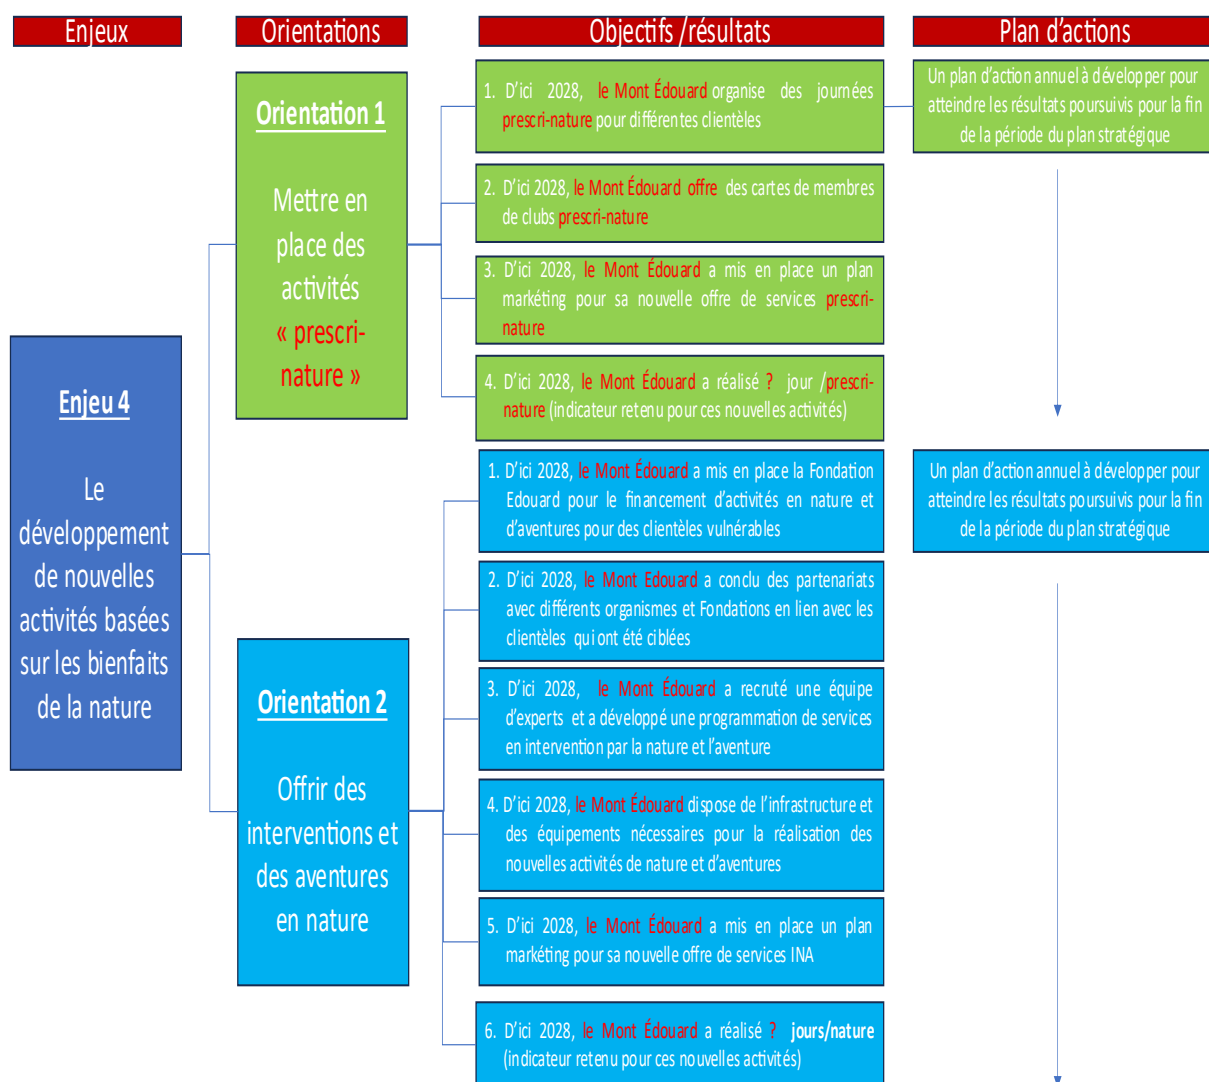 Enjeux
Orientations
Objectifs /résultats
Plan d'actions
Enjeu 4
Le
développement
de nouvelles
activités basées
sur les bienfaits
de la nature
Orientation 1
Mettre en
place des
activités
« prescri-
nature »
1. D'ici 2028, le Mont Édouard organise des journées
prescri-nature pour différentes clientèles
2. D'ici 2028, le Mont Édouard offre des cartes de membres
de clubs prescri-nature
3. D'ici 2028, le Mont Édouard a mis en place un plan
markéting pour sa nouvelle offre de services prescri-
nature
4. D'ici 2028, le Mont Édouard a réalisé ? jour /prescri-
nature (indicateur retenu pour ces nouvelles activités)
Un plan d'action annuel à développer pour
atteindre les résultats poursuivis pour la fin
de la période du plan stratégique
Orientation 2
Offrir des
interventions et
des aventures
en nature
1. D'ici 2028, le Mont Édouard a mis en place la Fondation
Edouard pour le financement d'activités en nature et
d'aventures pour des clientèles vulnérables
2. D'ici 2028, le Mont Edouard a conclu des partenariats
avec différents organismes et Fondations en lien avec les
clientèles qui ont été ciblées
3. D'ici 2028, le Mont Édouard a recruté une équipe
d'experts et a développé une programmation de services
en intervention par la nature et l'aventure
4. D'ici 2028, le Mont Édouard dispose de l'infrastructure et
des équipements nécessaires pour la réalisation des
nouvelles activités de nature et d'aventures
5. D'ici 2028, le Mont Édouard a mis en place un plan
markéting pour sa nouvelle offre de services INA
6. D'ici 2028, le Mont Édouard a réalisé ? jours/nature
(indicateur retenu pour ces nouvelles activités)
Un plan d'action annuel à développer pour
atteindre les résultats poursuivis pour la fin
de la période du plan stratégique